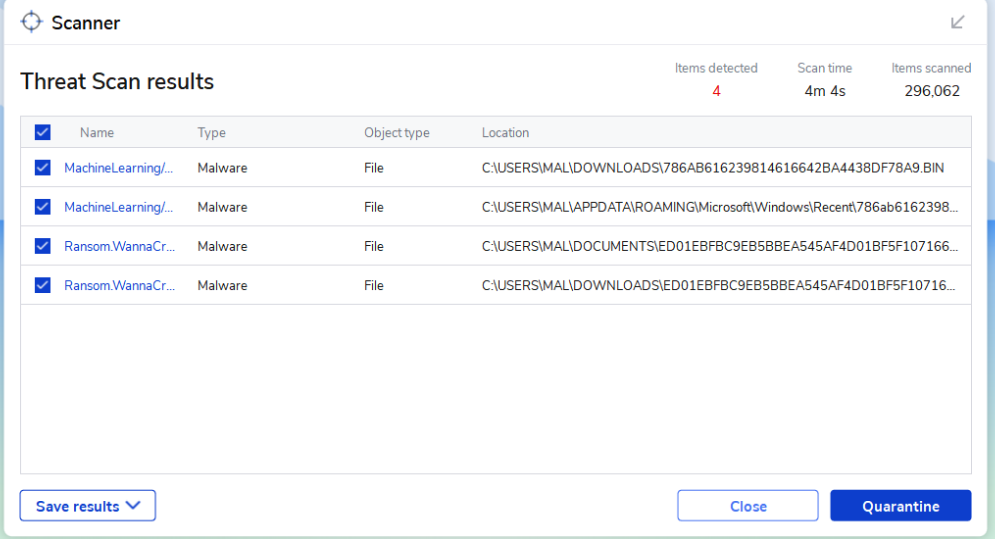 Scanner
Threat Scan results
Items detected Scan time Items scanned
4 4m 4s 296,062
Name Type Object type Location
MachineLearning/... Malware File C:\USERS\MAL\DOWNLOADS\786AB616239814616642BA4438DF78A9.BIN
MachineLearning/... Malware File C:\USERS\MAL\APPDATA\ROAMING\Microsoft\Windows\Recent\786ab6162398...
Ransom.WannaCr... Malware File C:\USERS\MAL\DOCUMENTS\ED01EBFBC9EB5BBEA545AF4D01BF5F107166...
Ransom.WannaCr... Malware File C:\USERS\MAL\DOWNLOADS\ED01EBFBC9EB5BBEA545AF4D01BF5F10716...
Save results Close Quarantine